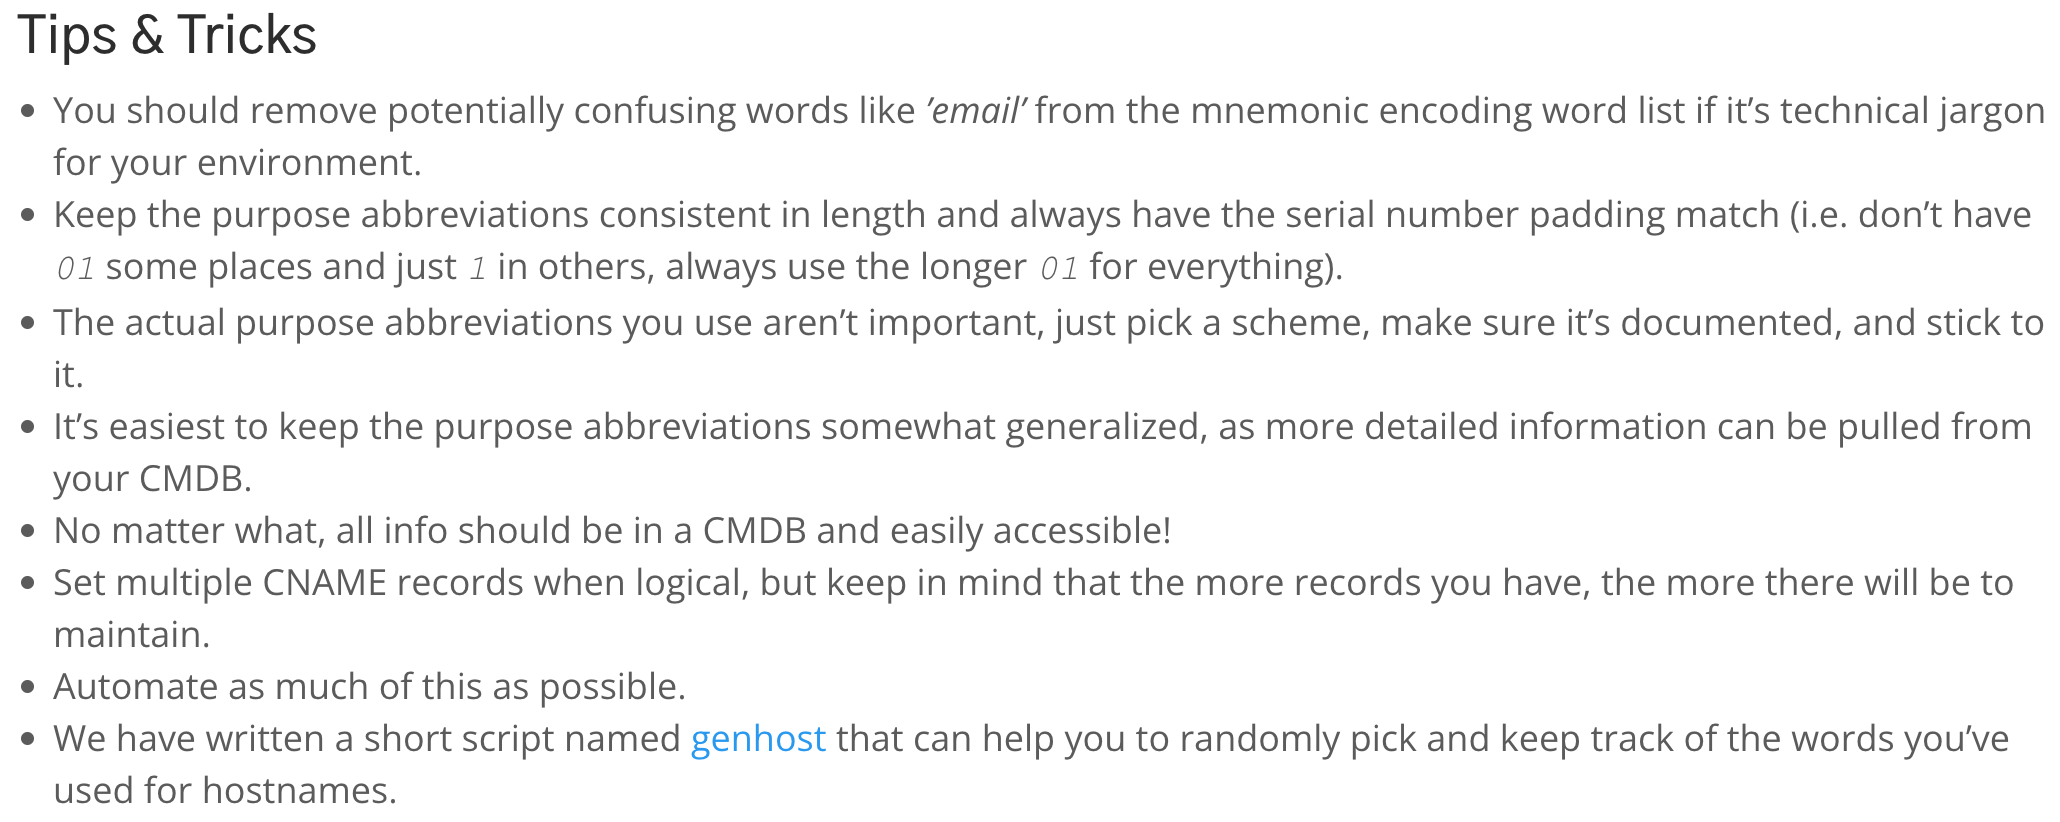 Tips & Tricks
• You should remove potentially confusing words like ’email’ from the mnemonic encoding word list if it’s technical jargon
for your environment.
• Keep the purpose abbreviations consistent in length and always have the serial number padding match (i.e. don’t have
01 some places and just 1 in others, always use the longer 01 for everything).
• The actual purpose abbreviations you use aren’t important, just pick a scheme, make sure it’s documented, and stick to
it.
• It’s easiest to keep the purpose abbreviations somewhat generalized, as more detailed information can be pulled from
your CMDB.
• No matter what, all info should be in a CMDB and easily accessible!
• Set multiple CNAME records when logical, but keep in mind that the more records you have, the more there will be to
maintain.
• Automate as much of this as possible.
• We have written a short script named genhost that can help you to randomly pick and keep track of the words you’ve
used for hostnames.